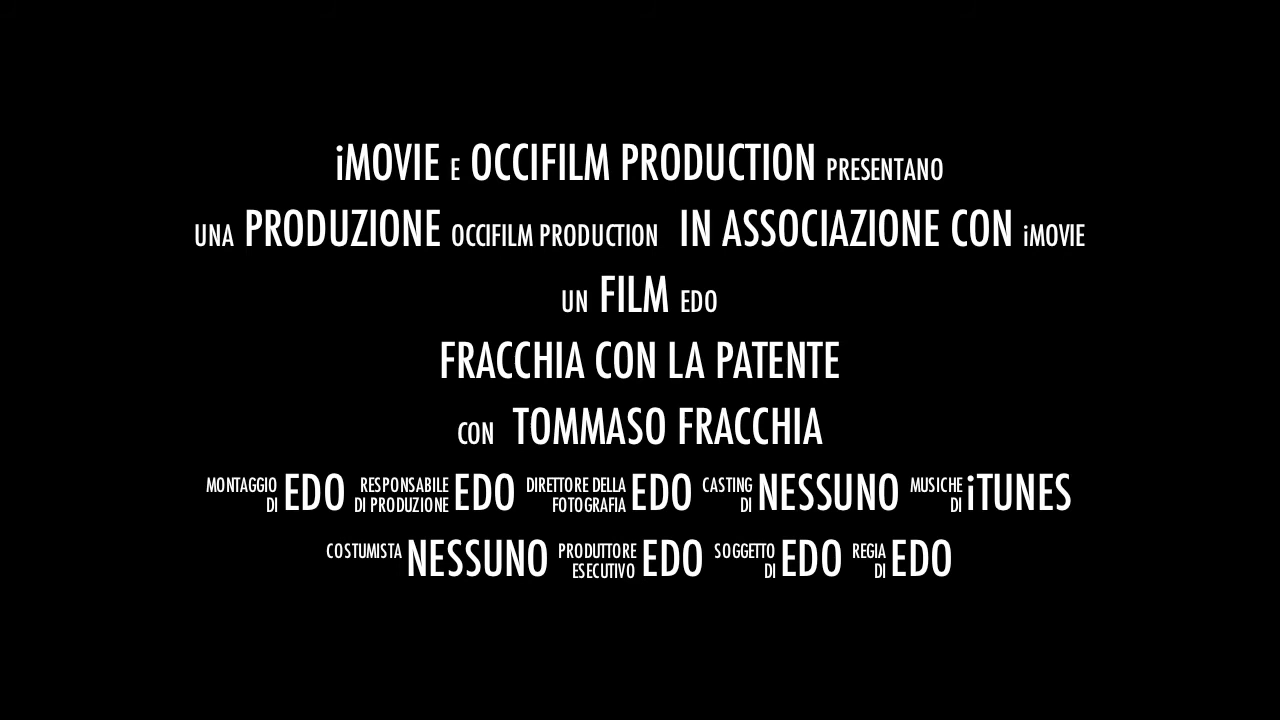 iMOVIE E OCCIFILM PRODUCTION PRESENTANO
UNA PRODUZIONE OCCIFILM PRODUCTION IN ASSOCIAZIONE CON iMOVIE
UN FILM EDO
FRACCHIA CON LA PATENTE
CON TOMMASO FRACCHIA
MONTAGGIO DI EDO RESPONSABILE DI PRODUZIONE EDO DIRETTORE DELLA FOTOGRAFIA EDO CASTING DI NESSUNO MUSICHE DI iTUNES
COSTUMISTA NESSUNO PRODUTTORE ESECUTIVO EDO SOGGETTO DI EDO REGIA DI EDO